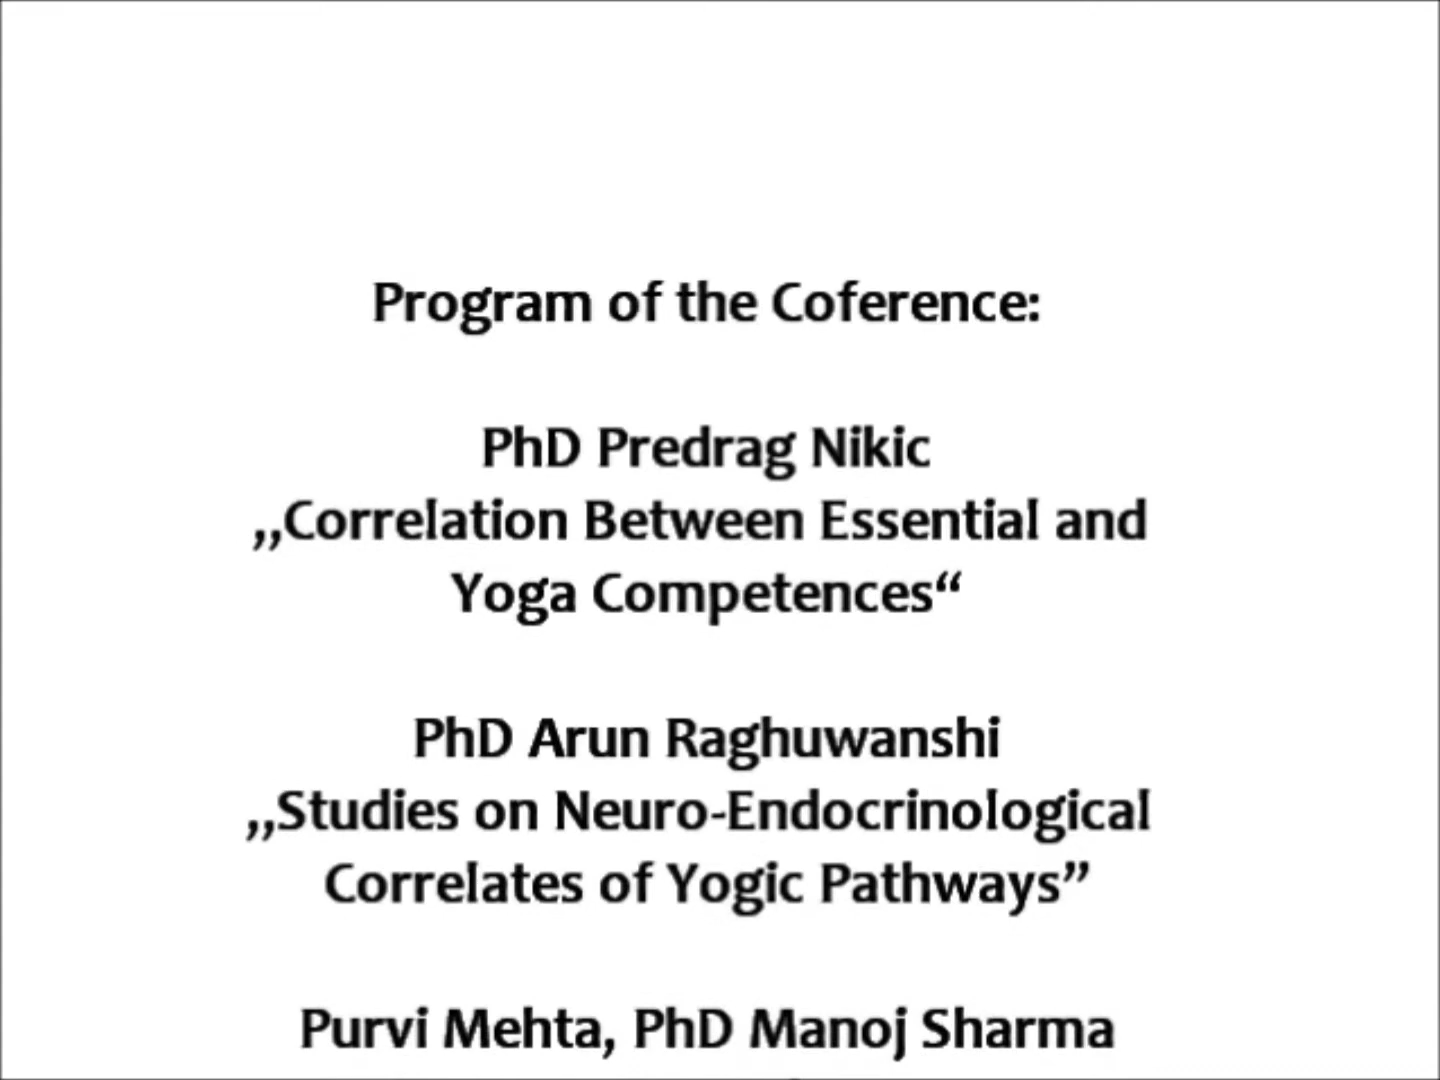 Program of the Coference:
PhD Predrag Nikic
,,Correlation Between Essential and
Yoga Competences“
PhD Arun Raghuwanshi
,,Studies on Neuro-Endocrinological
Correlates of Yogic Pathways”
Purvi Mehta, PhD Manoj Sharma